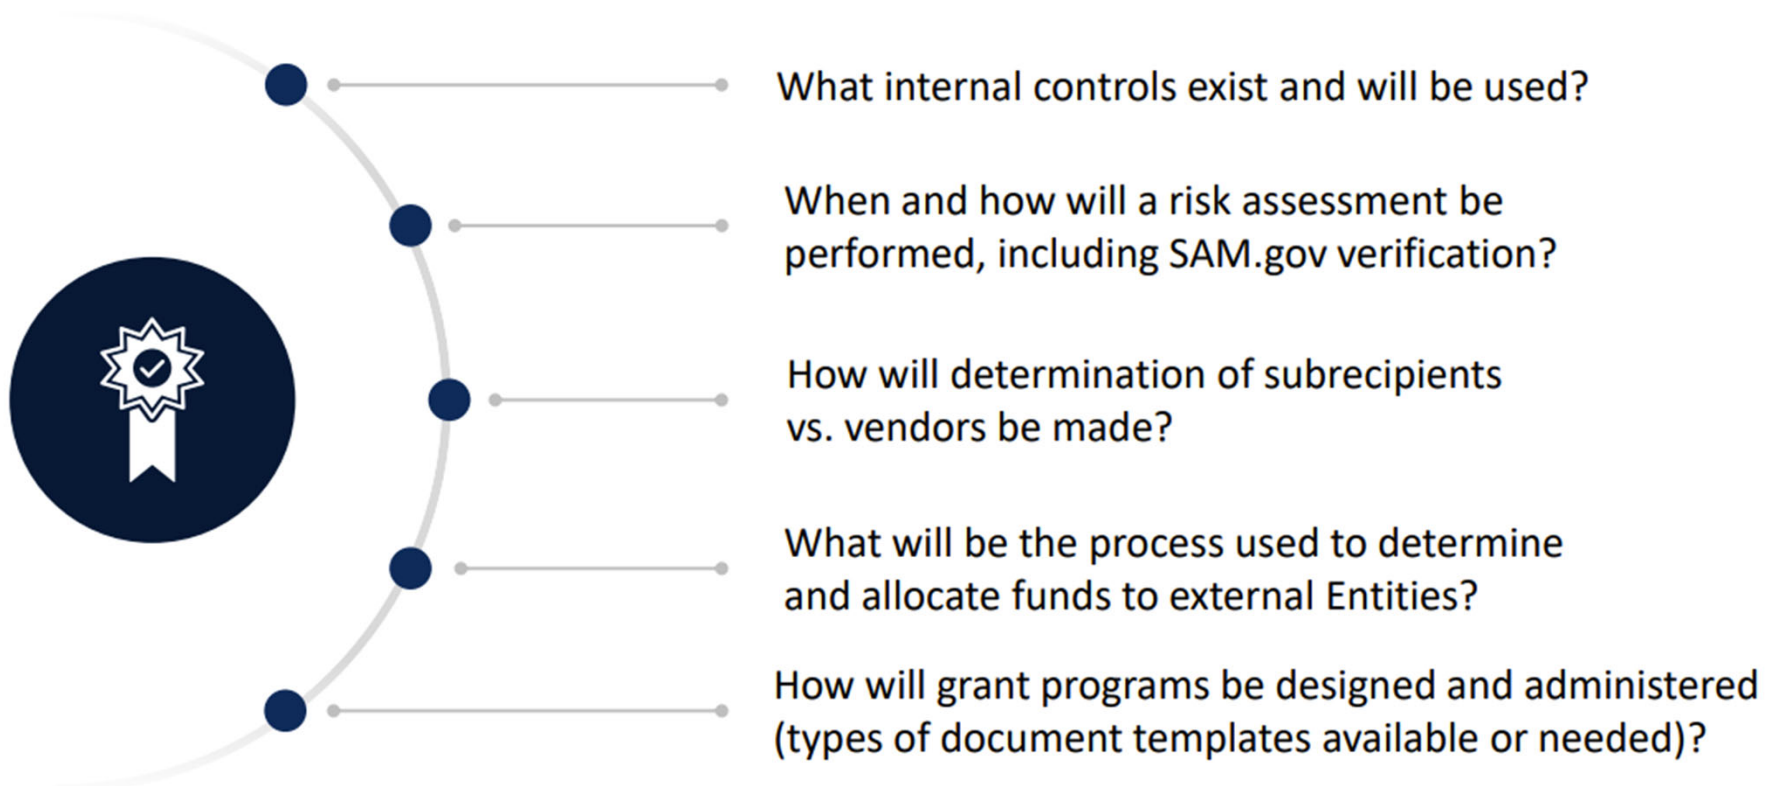 What internal controls exist and will be used?
When and how will a risk assessment be
performed, including SAM.gov verification?
How will determination of subrecipients
vs. vendors be made?
What will be the process used to determine
and allocate funds to external Entities?
How will grant programs be designed and administered
(types of document templates available or needed)?